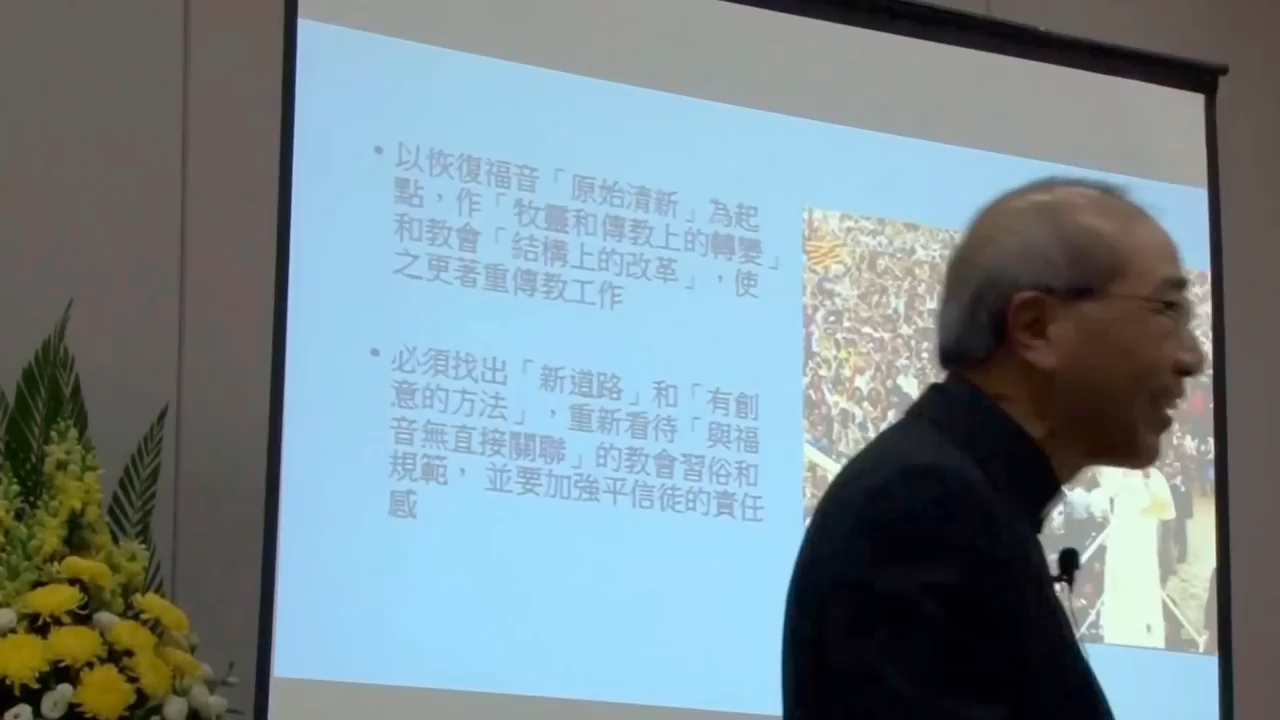 • 以恢復福音「原始清新」為起
點，作「牧靈和傳教上的轉變」
和教會「結構上的改革」，使
之更著重傳教工作
• 必須找出「新道路」和「有創
意的方法」，重新看待「與福
音無直接關聯」的教會習俗和
規範， 並要加強平信徒的責任
感